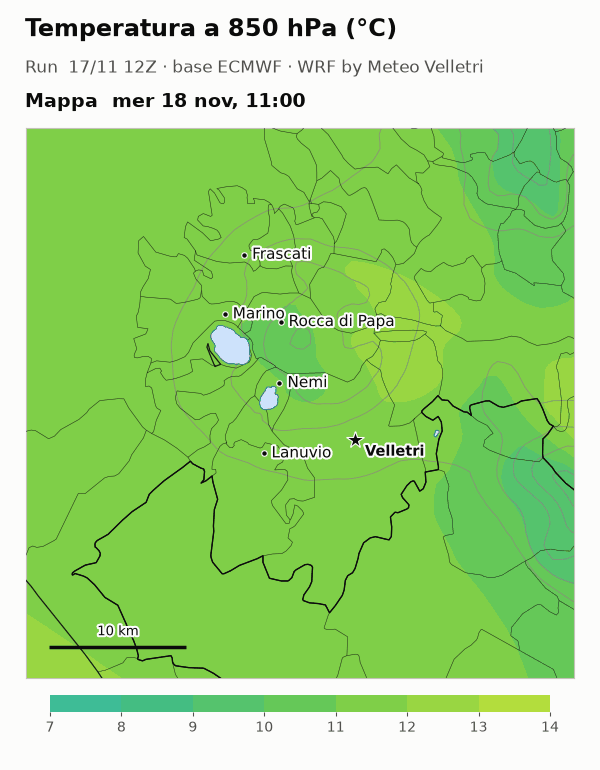 Temperatura a 850 hPa (°C)
Run  17/11 12Z · base ECMWF · WRF by Meteo Velletri
Mappa  mer 18 nov, 11:00
Frascati
Marino
Rocca di Papa
Nemi
Velletri
Lanuvio
10 km
7 8 9 10 11 12 13 14